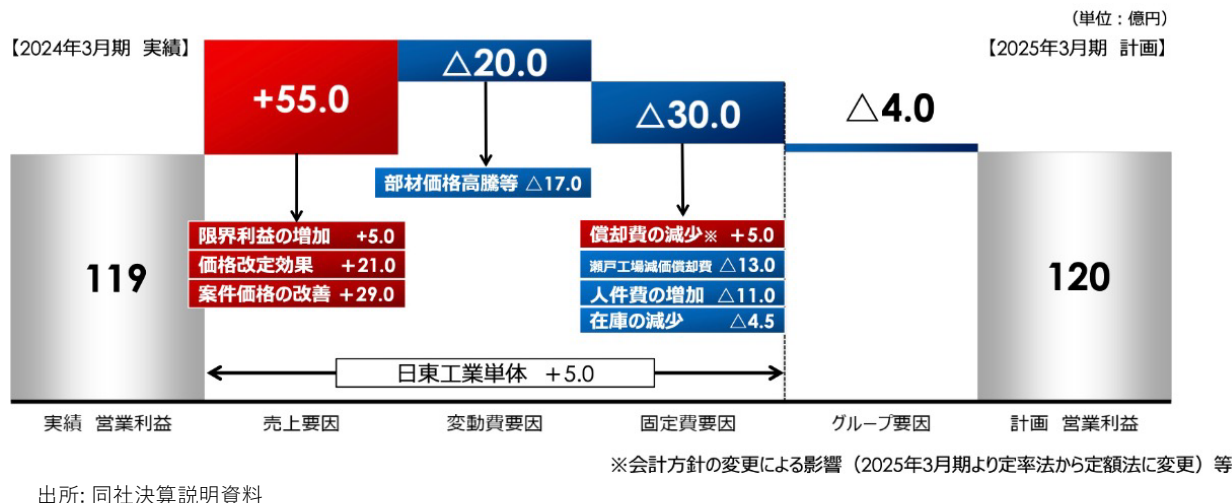 （単位：億円）
【2024年3月期 実績】
【2025年3月期 計画】
+55.0
△20.0
△30.0
△4.0
部材価格高騰等 △17.0
限界利益の増加 +5.0
価格改定効果 +21.0
案件価格の改善 +29.0
償却費の減少※ +5.0
瀬戸工場減価償却費 △13.0
人件費の増加 △11.0
在庫の減少 △4.5
119
120
日東工業単体 +5.0
実績 営業利益
売上要因
変動費要因
固定費要因
グループ要因
計画 営業利益
※会計方針の変更による影響（2025年3月期より定率法から定額法に変更）等
出所: 同社決算説明資料